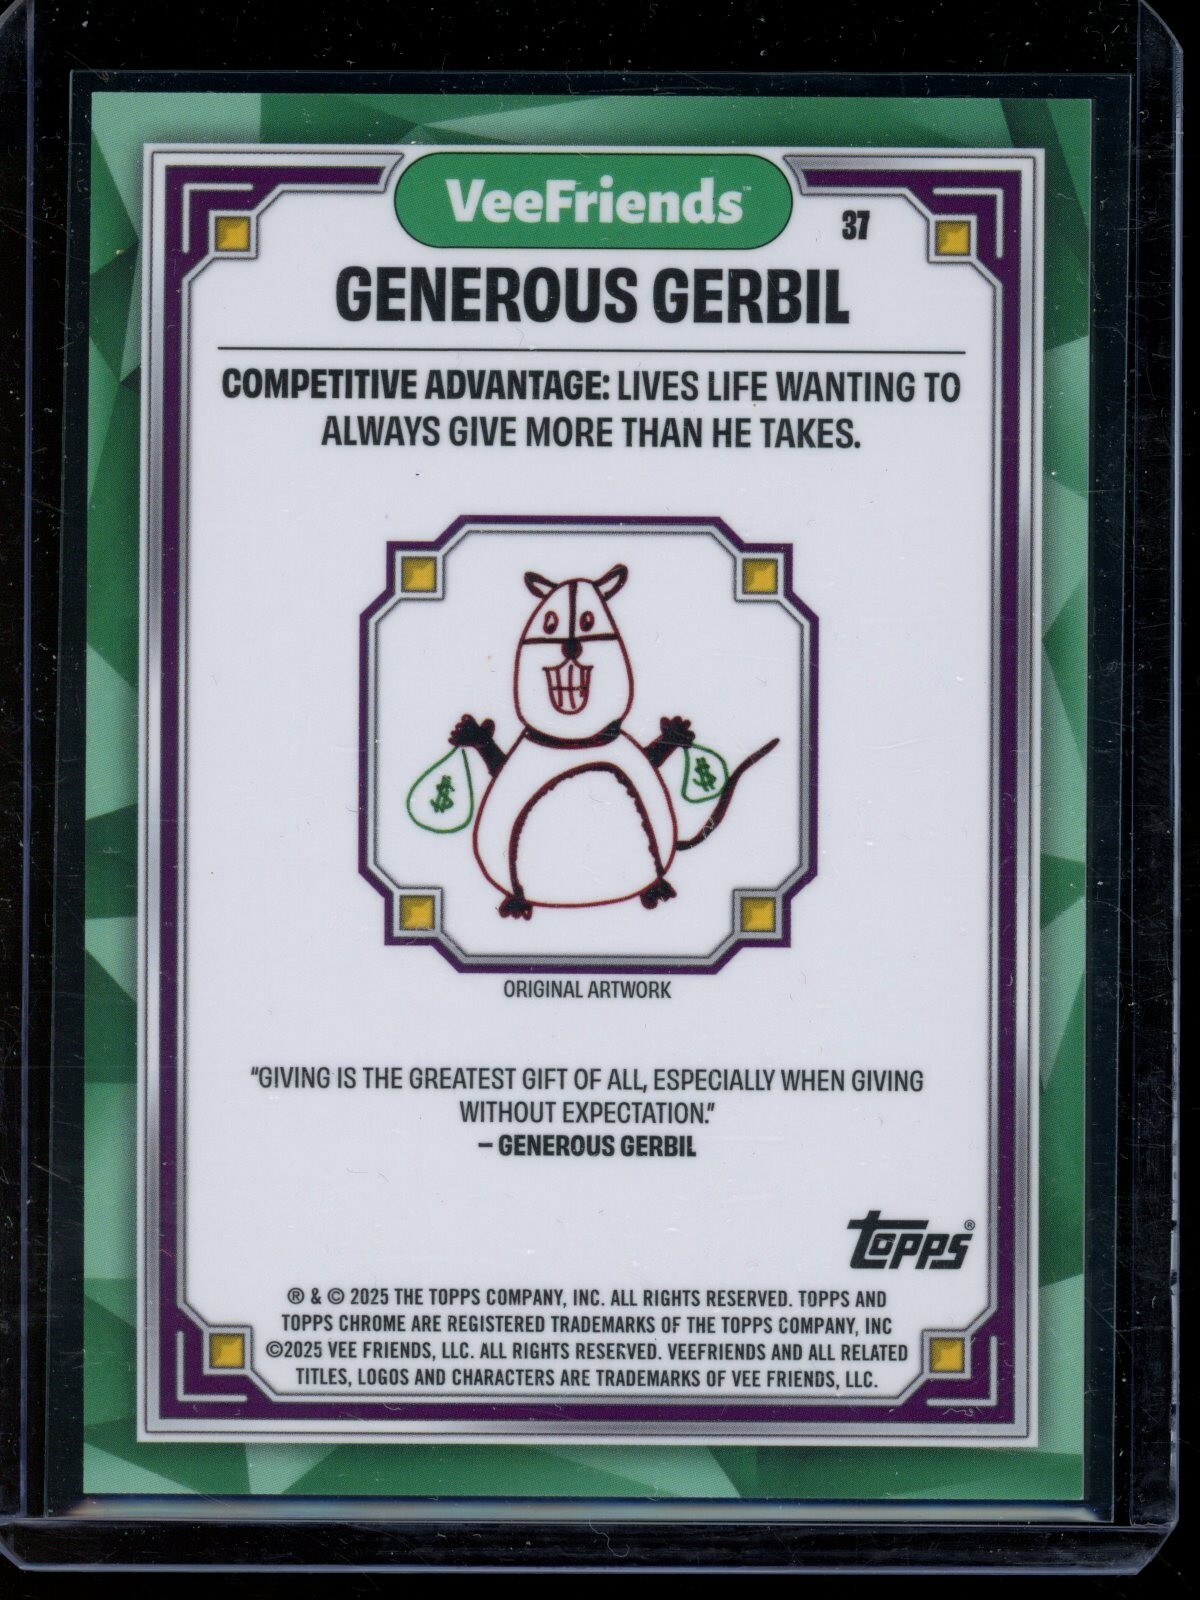 VeeFriends™
37
GENEROUS GERBIL
COMPETITIVE ADVANTAGE: LIVES LIFE WANTING TO
ALWAYS GIVE MORE THAN HE TAKES.
$
$
ORIGINAL ARTWORK
"GIVING IS THE GREATEST GIFT OF ALL, ESPECIALLY WHEN GIVING
WITHOUT EXPECTATION."
– GENEROUS GERBIL
Topps®
® & © 2025 THE TOPPS COMPANY, INC. ALL RIGHTS RESERVED. TOPPS AND
TOPPS CHROME ARE REGISTERED TRADEMARKS OF THE TOPPS COMPANY, INC
©2025 VEE FRIENDS, LLC. ALL RIGHTS RESERVED. VEEFRIENDS AND ALL RELATED
TITLES, LOGOS AND CHARACTERS ARE TRADEMARKS OF VEE FRIENDS, LLC.